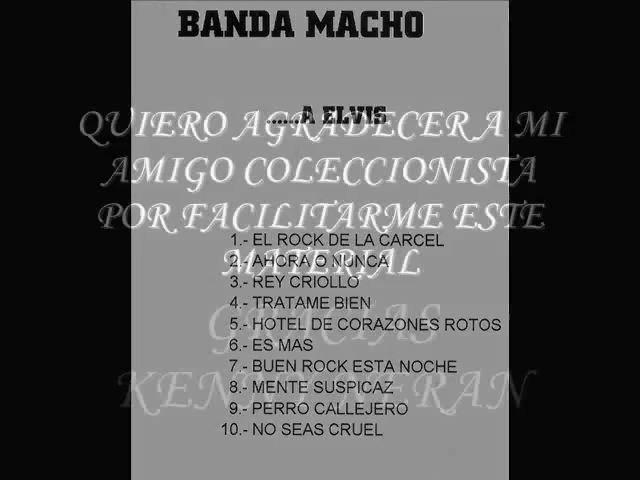 BANDA MACHO
......A ELVIS
QUIERO AGRADECER A MI
AMIGO COLECCIONISTA
POR FACILITARME ESTE
MATERIAL
GRACIAS
KENNY NERAN
1.- EL ROCK DE LA CARCEL
2.- AHORA O NUNCA
3.- REY CRIOLLO
4.- TRATAME BIEN
5.- HOTEL DE CORAZONES ROTOS
6.- ES MAS
7.- BUEN ROCK ESTA NOCHE
8.- MENTE SUSPICAZ
9.- PERRO CALLEJERO
10.- NO SEAS CRUEL